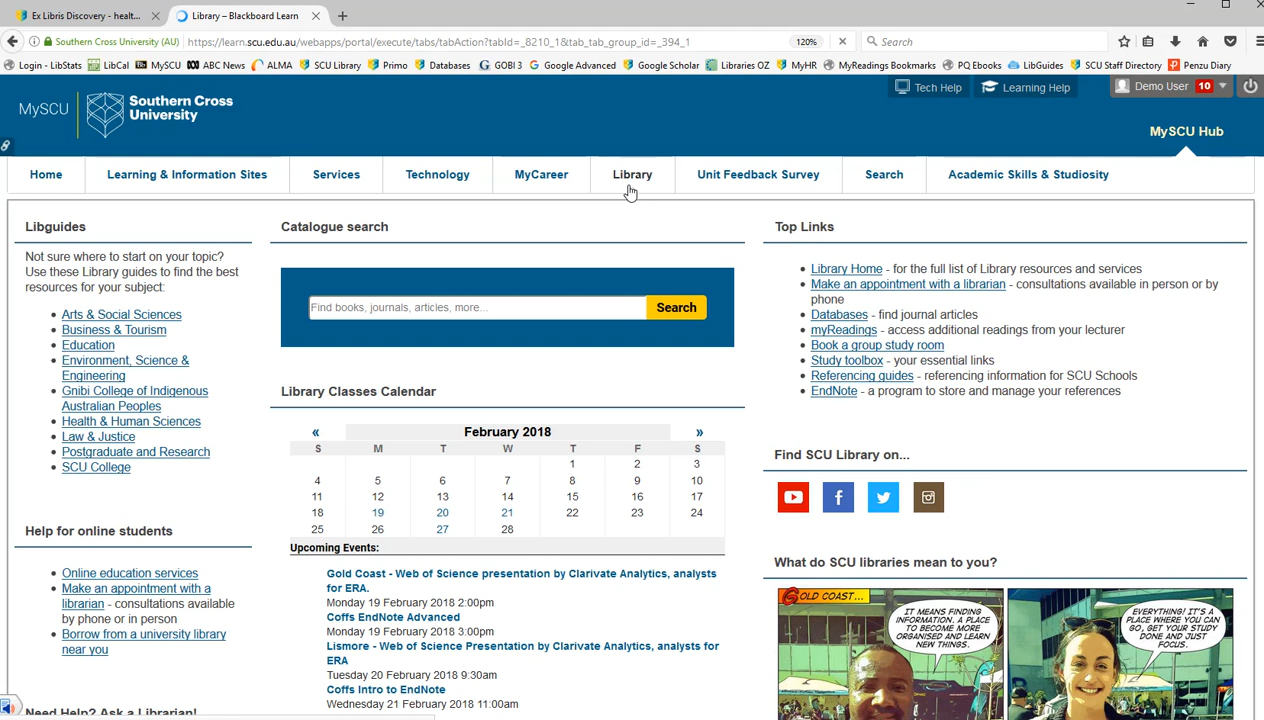 Ex Libris Discovery - healt...
Library – Blackboard Learn
Southern Cross University (AU)
https://learn.scu.edu.au/webapps/portal/execute/tabs/tabAction?tabId=_8210_1&tab_tab_group_id=_394_1
120%
Search
Login - LibStats
LibCal
MySCU
ABC News
ALMA
SCU Library
Primo
Databases
GOBI 3
Google Advanced
Google Scholar
Libraries OZ
MyHR
MyReadings Bookmarks
PQ Ebooks
LibGuides
SCU Staff Directory
Penzu Diary
MySCU
Southern Cross
University
Tech Help
Learning Help
Demo User 10
MySCU Hub
Home
Learning & Information Sites
Services
Technology
MyCareer
Library
Unit Feedback Survey
Search
Academic Skills & Studiosity
Libguides
Not sure where to start on your topic?
Use these Library guides to find the best
resources for your subject:
Arts & Social Sciences
Business & Tourism
Education
Environment, Science &
Engineering
Gnibi College of Indigenous
Australian Peoples
Health & Human Sciences
Law & Justice
Postgraduate and Research
SCU College
Help for online students
Online education services
Make an appointment with a
librarian - consultations available
by phone or in person
Borrow from a university library
near you
Need Help? Ask a Librarian!
Catalogue search
Find books, journals, articles, more...
Search
Library Classes Calendar
« February 2018 »
S M T W T F S
1 2 3
4 5 6 7 8 9 10
11 12 13 14 15 16 17
18 19 20 21 22 23 24
25 26 27 28
Upcoming Events:
Gold Coast - Web of Science presentation by Clarivate Analytics, analysts
for ERA.
Monday 19 February 2018 2:00pm
Coffs EndNote Advanced
Monday 19 February 2018 3:00pm
Lismore - Web of Science Presentation by Clarivate Analytics, analysts for
ERA
Tuesday 20 February 2018 9:30am
Coffs Intro to EndNote
Wednesday 21 February 2018 11:00am
Top Links
Library Home - for the full list of Library resources and services
Make an appointment with a librarian - consultations available in person or by
phone
Databases - find journal articles
myReadings - access additional readings from your lecturer
Book a group study room
Study toolbox - your essential links
Referencing guides - referencing information for SCU Schools
EndNote - a program to store and manage your references
Find SCU Library on...
What do SCU libraries mean to you?
GOLD COAST...
IT MEANS FINDING
INFORMATION. A PLACE
TO BECOME MORE
ORGANISED AND LEARN
NEW THINGS.
EVERYTHING! IT'S A
PLACE WHERE YOU CAN
GO, GET YOUR STUDY
DONE AND JUST
FOCUS.